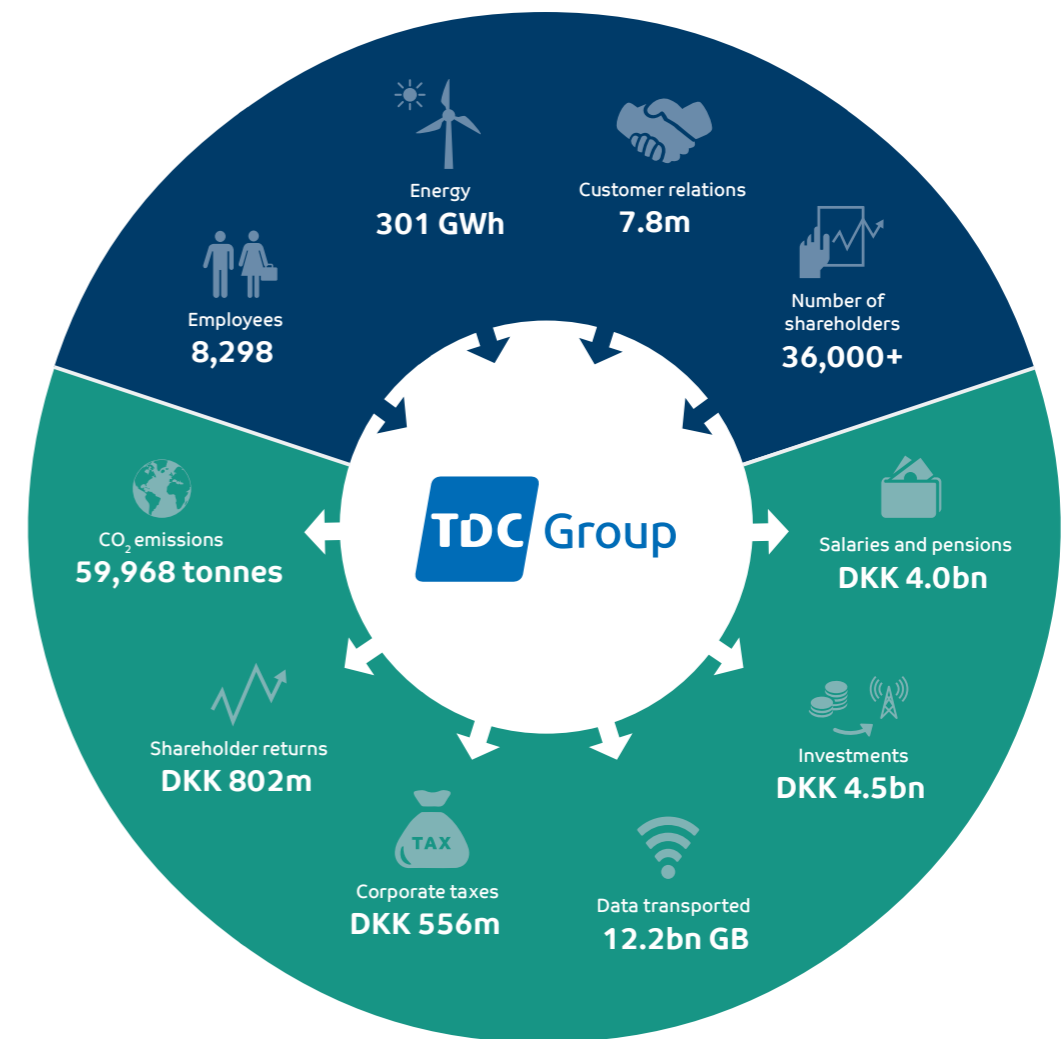 Energy
301 GWh
Customer relations
7.8m
Employees
8,298
Number of
shareholders
36,000+
TDC Group
CO₂ emissions
59,968 tonnes
Salaries and pensions
DKK 4.0bn
Shareholder returns
DKK 802m
Investments
DKK 4.5bn
TAX
Corporate taxes
DKK 556m
Data transported
12.2bn GB